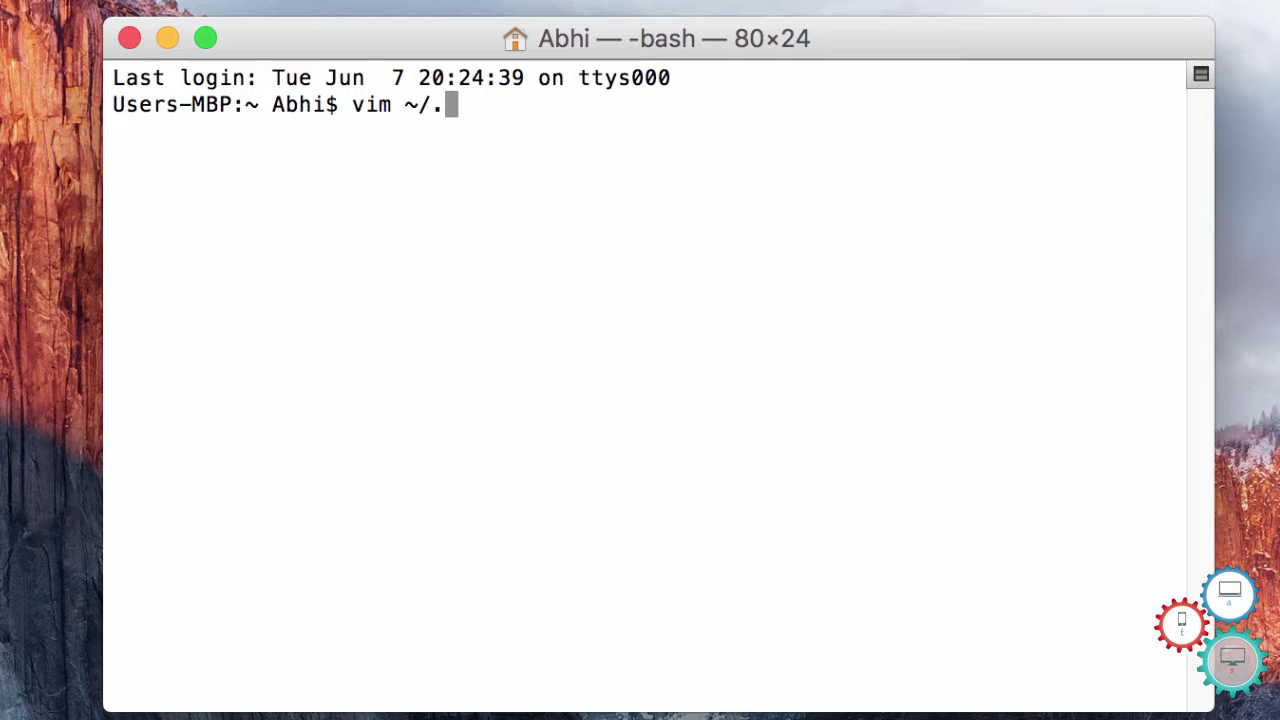 Abhi — -bash — 80×24
Last login: Tue Jun  7 20:24:39 on ttys000
Users-MBP:~ Abhi$ vim ~/.
a
t
s